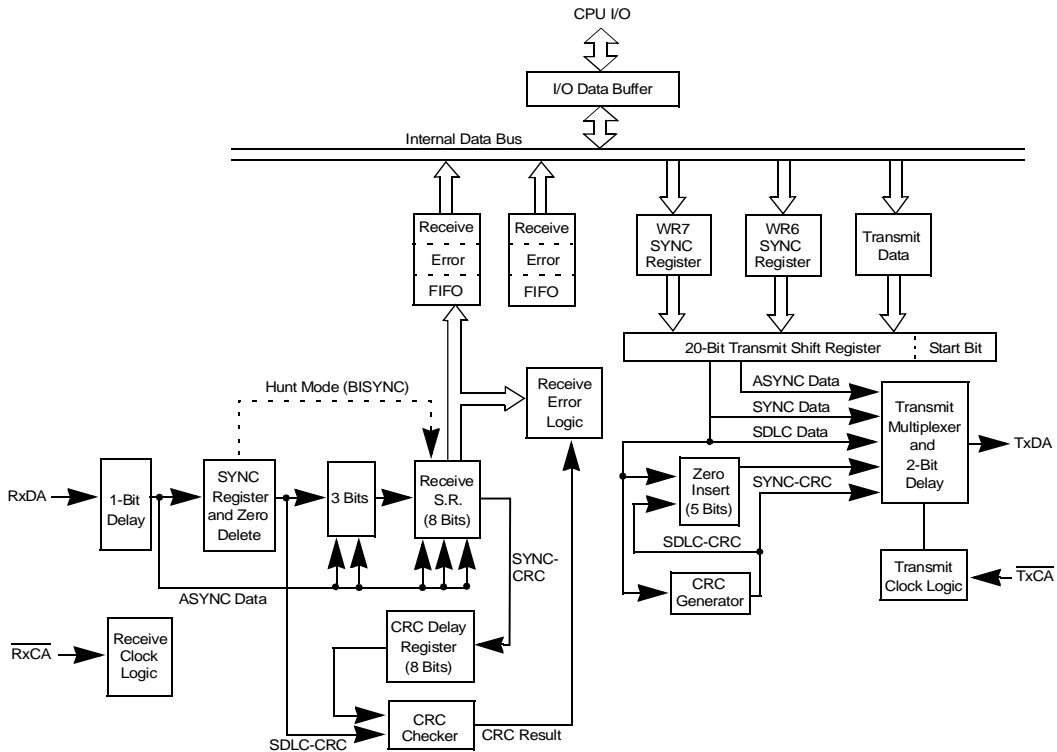 CPU I/O
I/O Data Buffer
Internal Data Bus
Receive
Error
FIFO
Receive
Error
FIFO
WR7
SYNC
Register
WR6
SYNC
Register
Transmit
Data
20-Bit Transmit Shift Register
Start Bit
Hunt Mode (BISYNC)
Receive
Error
Logic
ASYNC Data
SYNC Data
SDLC Data
Transmit
Multiplexer
and
2-Bit
Delay
TxDA
RxDA
1-Bit
Delay
SYNC
Register
and Zero
Delete
3 Bits
Receive
S.R.
(8 Bits)
Zero
Insert
(5 Bits)
SYNC-CRC
SDLC-CRC
SYNC-
CRC
ASYNC Data
CRC
Generator
Transmit
Clock Logic
TxCA
RxCA
Receive
Clock
Logic
CRC Delay
Register
(8 Bits)
CRC
Checker
SDLC-CRC
CRC Result